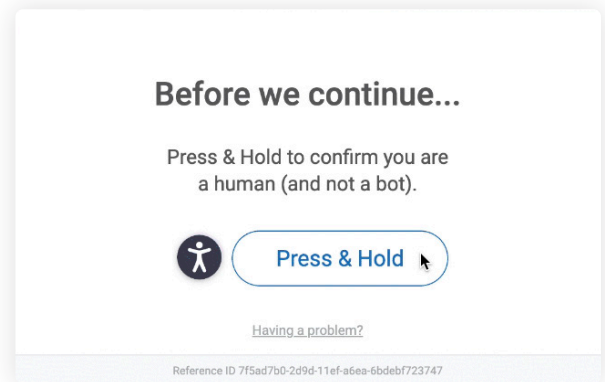 Before we continue...
Press & Hold to confirm you are
a human (and not a bot).
Press & Hold
Having a problem?
Reference ID 7f5ad7b0-2d9d-11ef-a6ea-6bdebf723747